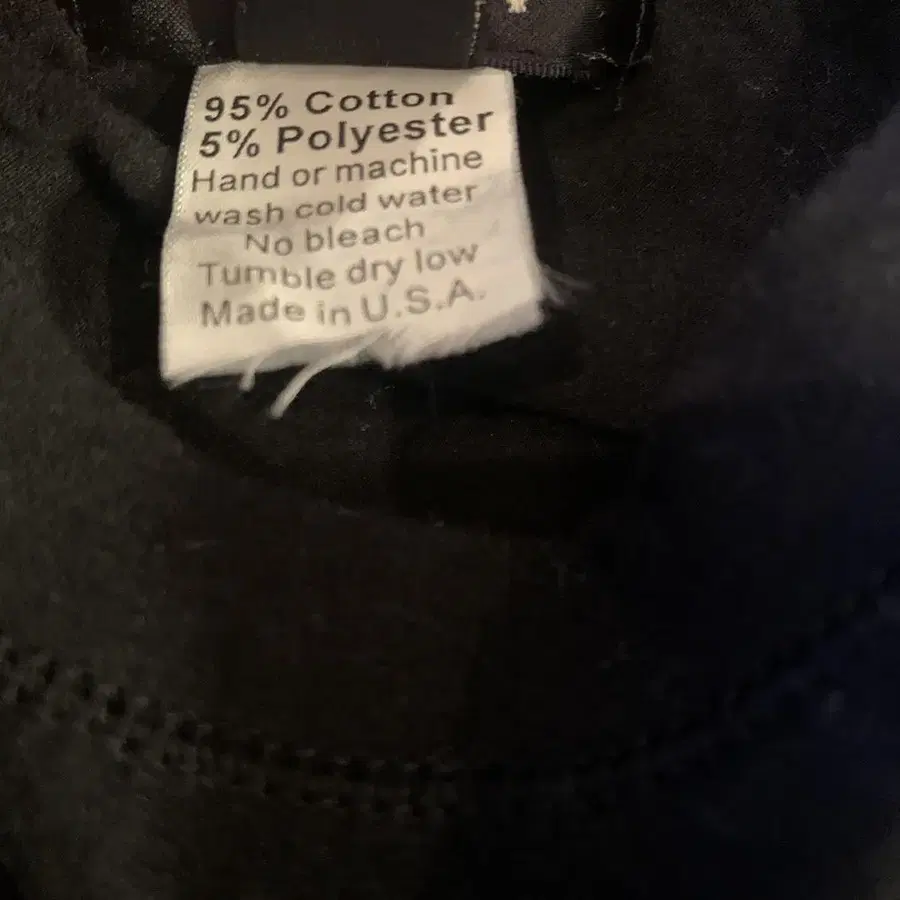 95% Cotton
5% Polyester
Hand or machine
wash cold water
No bleach
Tumble dry low
Made in U.S.A.